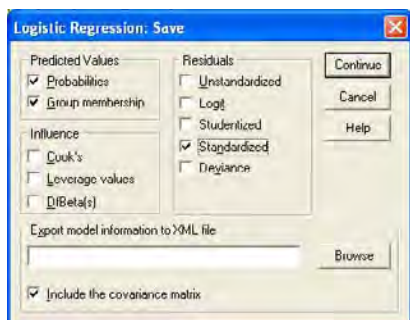 Logistic Regression: Save
Predicted Values
Probabilities
Group membership
Influence
Cook's
Leverage values
DfBeta(s)
Residuals
Unstandardized
Logit
Studentized
Standardized
Deviance
Continue
Cancel
Help
Export model information to XML file
Browse
Include the covariance matrix